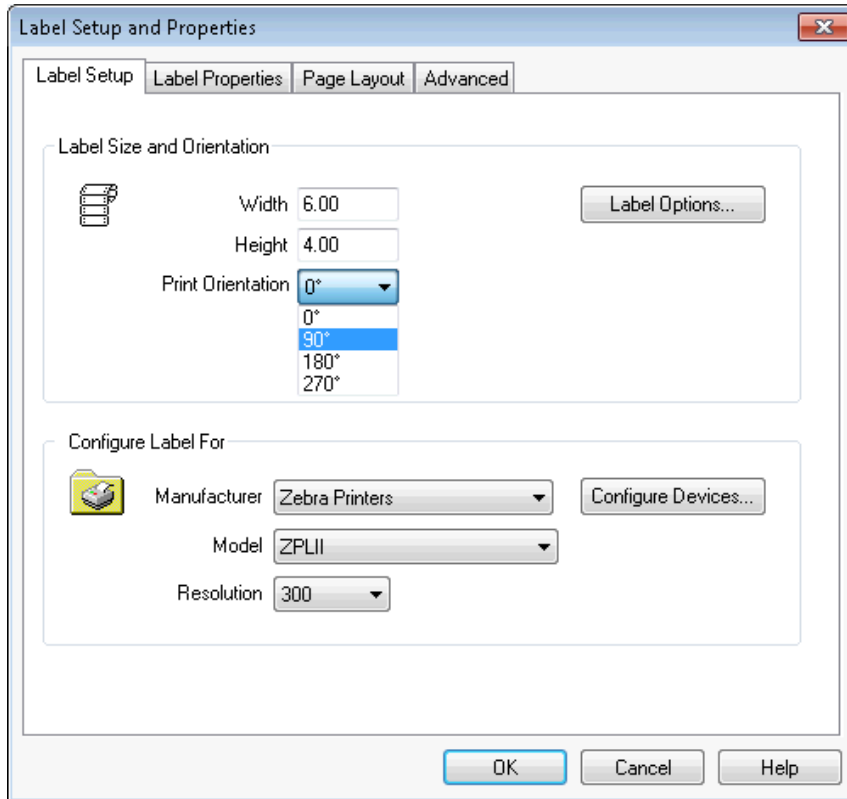 Label Setup and Properties
Label Setup Label Properties Page Layout Advanced
Label Size and Orientation
Width 6.00 Label Options...
Height 4.00
Print Orientation 0°
0°
90°
180°
270°
Configure Label For
Manufacturer Zebra Printers Configure Devices...
Model ZPLII
Resolution 300
OK Cancel Help